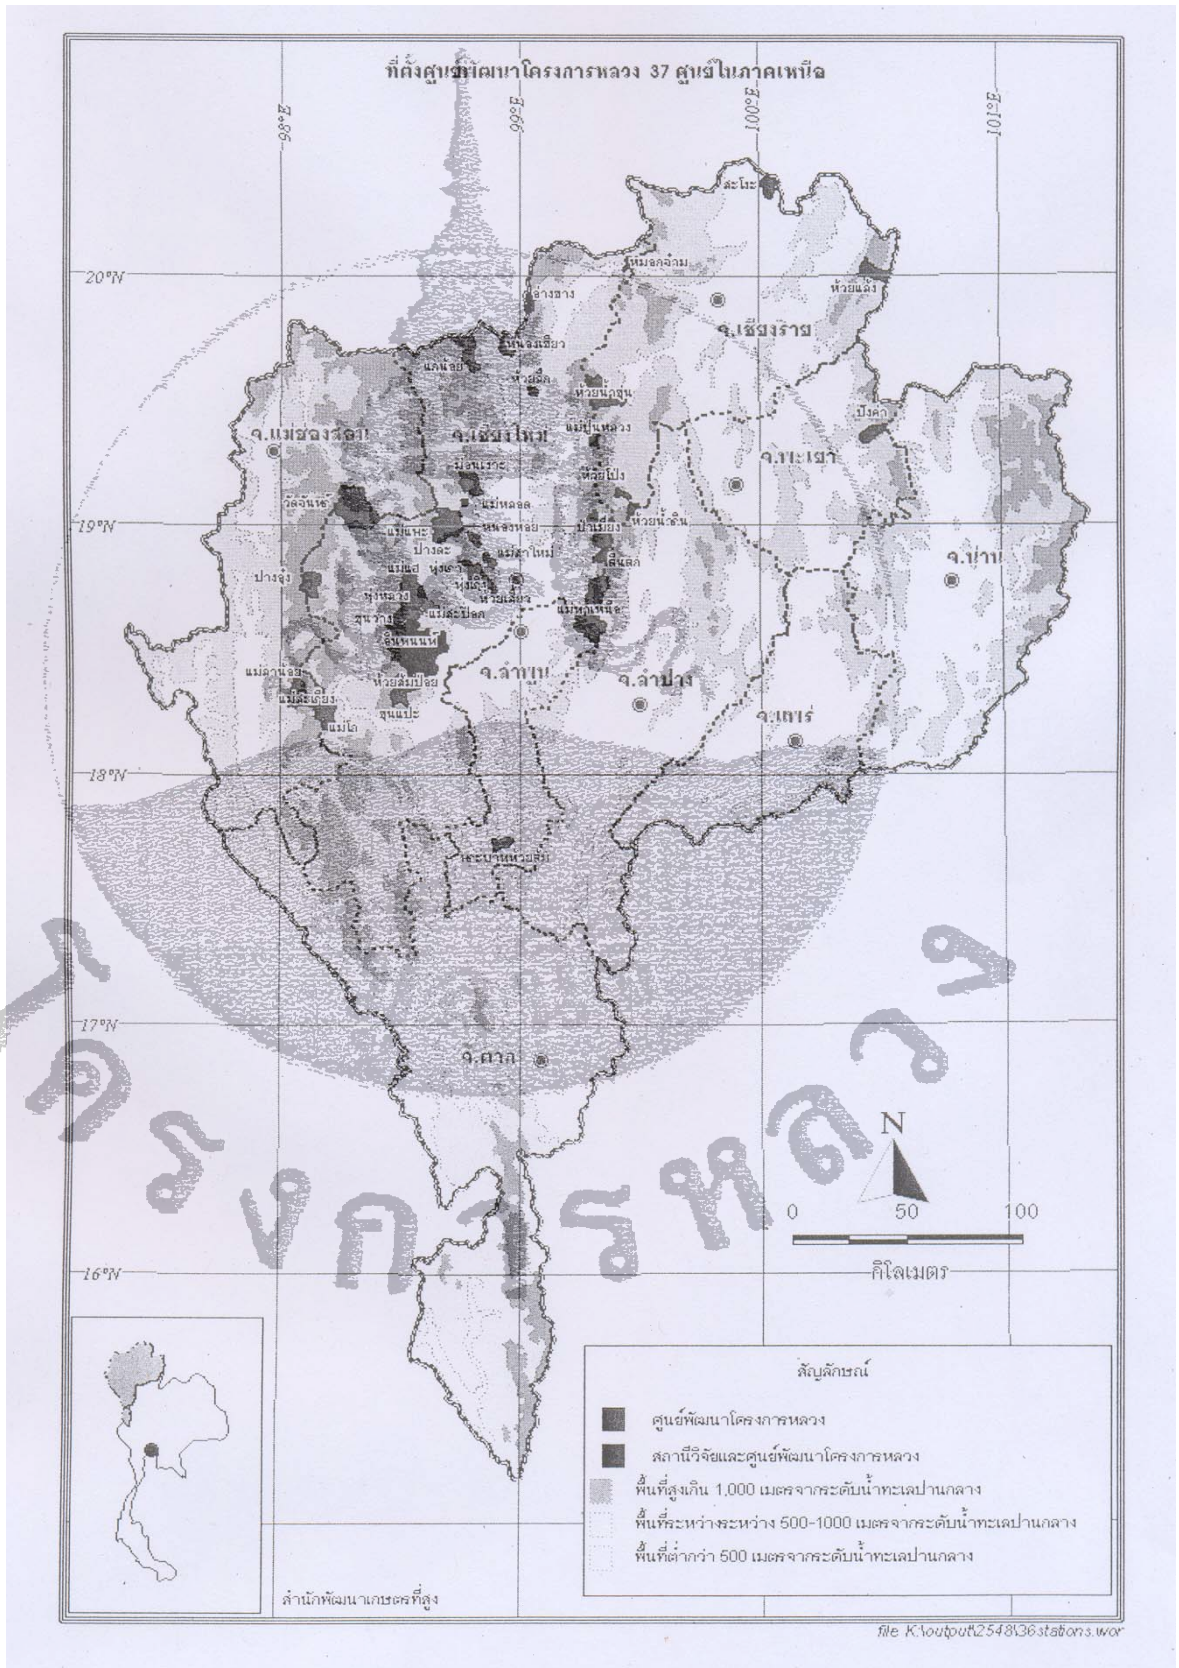 ที่ตั้งศูนย์พัฒนาโครงการหลวง 37 ศูนย์ในภาคเหนือ
98°E
99°E
100°E
101°E
สะโงะ
20°N
หมอกจ๋าม
ห้วยแล้ง
อ่างขาง
จ.เชียงราย
หนองเขียว
แกน้อย
ห้วยลึก
ห้วยน้ำขุ่น
ปังค่า
แม่ปูนหลวง
จ.แม่ฮ่องสอน
จ.เชียงใหม่
จ.พะเยา
ม่อนเงาะ
ห้วยโป่ง
วัดจันทร์
แม่หลอด
19°N
แม่แพะ
หนองหอย
ป่าเมี่ยง
ห้วยน้ำริน
ปางดะ
แม่สาใหม่
ตีนตก
จ.น่าน
ปางอุ๋ง
แม่แฮ
ทุ่งเรา
ทุ่งเริง
ทุ่งหลวง
ห้วยเสี้ยว
แม่ทาเหนือ
ขุนวาง
แม่สะป๊อก
อินทนนท์
แม่ลาน้อย
ห้วยส้มป่อย
จ.ลำพูน
จ.ลำปาง
แม่สะเรียง
ขุนแปะ
แม่โถ
จ.แพร่
18°N
พระบาทห้วยต้ม
17°N
จ.ตาก
โครงการหลวง
N
0 50 100
กิโลเมตร
16°N
สัญลักษณ์
ศูนย์พัฒนาโครงการหลวง
สถานีวิจัยและศูนย์พัฒนาโครงการหลวง
พื้นที่สูงเกิน 1,000 เมตรจากระดับน้ำทะเลปานกลาง
พื้นที่ระหว่างระหว่าง 500-1000 เมตรจากระดับน้ำทะเลปานกลาง
พื้นที่ต่ำกว่า 500 เมตรจากระดับน้ำทะเลปานกลาง
สำนักพัฒนาเกษตรที่สูง
file K:\output\2548\36stations.wor